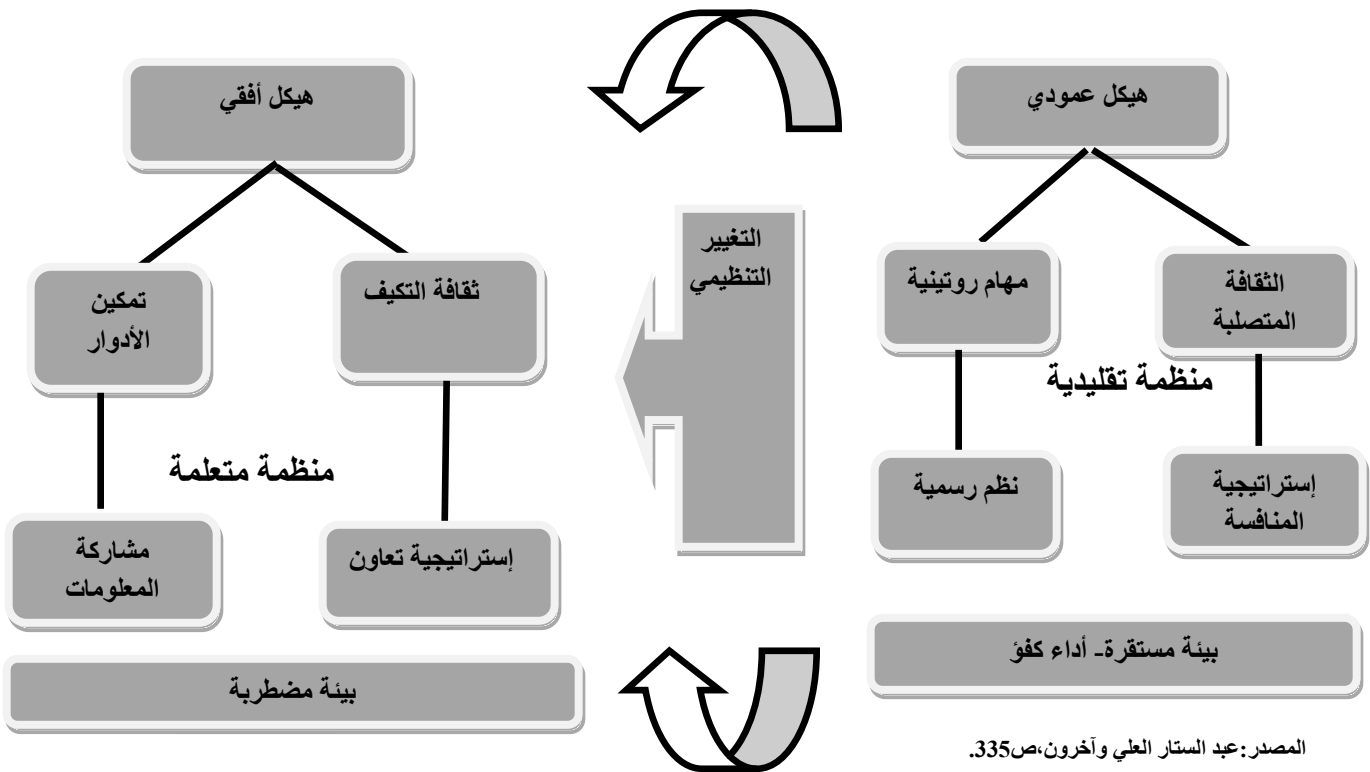 هيكل عمودي
الثقافة
المتصلبة
مهام روتينية
منظمة تقليدية
إستراتيجية
المنافسة
نظم رسمية
بيئة مستقرة- أداء كفؤ
التغيير
التنظيمي
هيكل أفقي
ثقافة التكيف
تمكين
الأدوار
منظمة متعلمة
إستراتيجية تعاون
مشاركة
المعلومات
بيئة مضطربة
المصدر:عبد الستار العلي وآخرون،ص335.